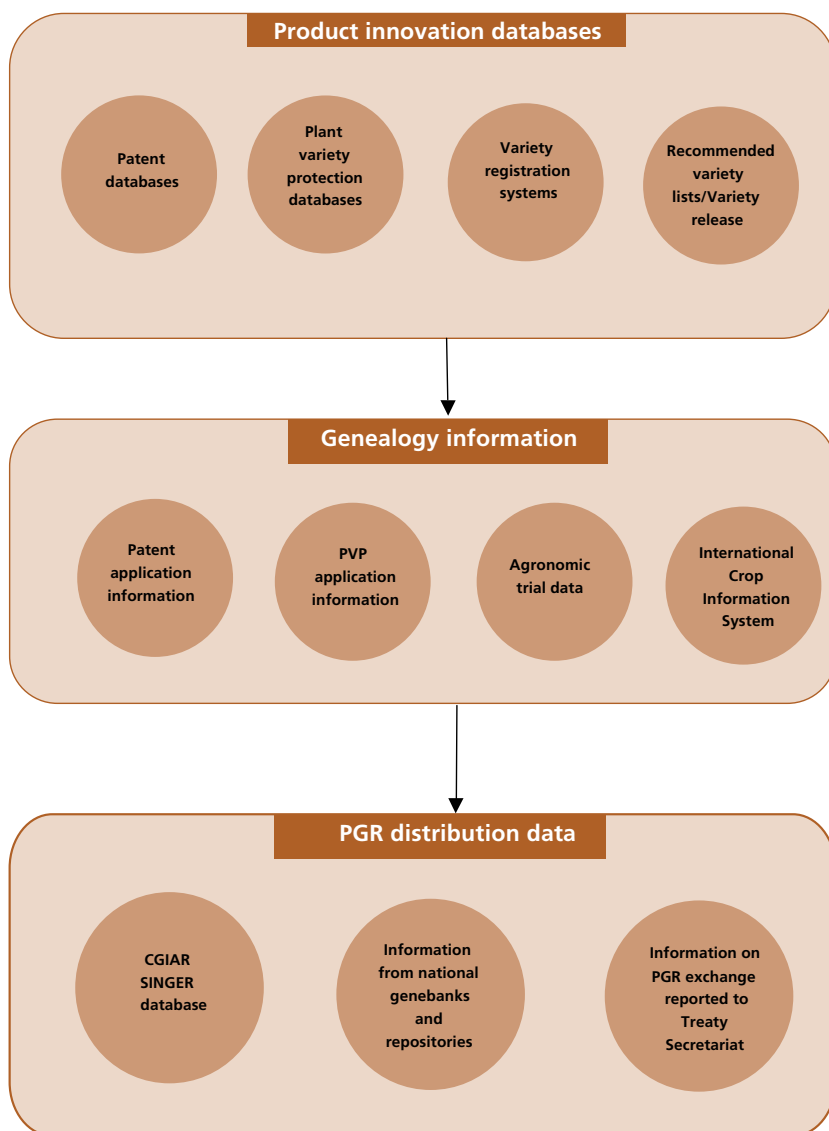 Product innovation databases
Patent
databases
Plant
variety
protection
databases
Variety
registration
systems
Recommended
variety
lists/Variety
release
Genealogy information
Patent
application
information
PVP
application
information
Agronomic
trial data
International
Crop
Information
System
PGR distribution data
CGIAR
SINGER
database
Information
from national
genebanks
and
repositories
Information on
PGR exchange
reported to
Treaty
Secretariat